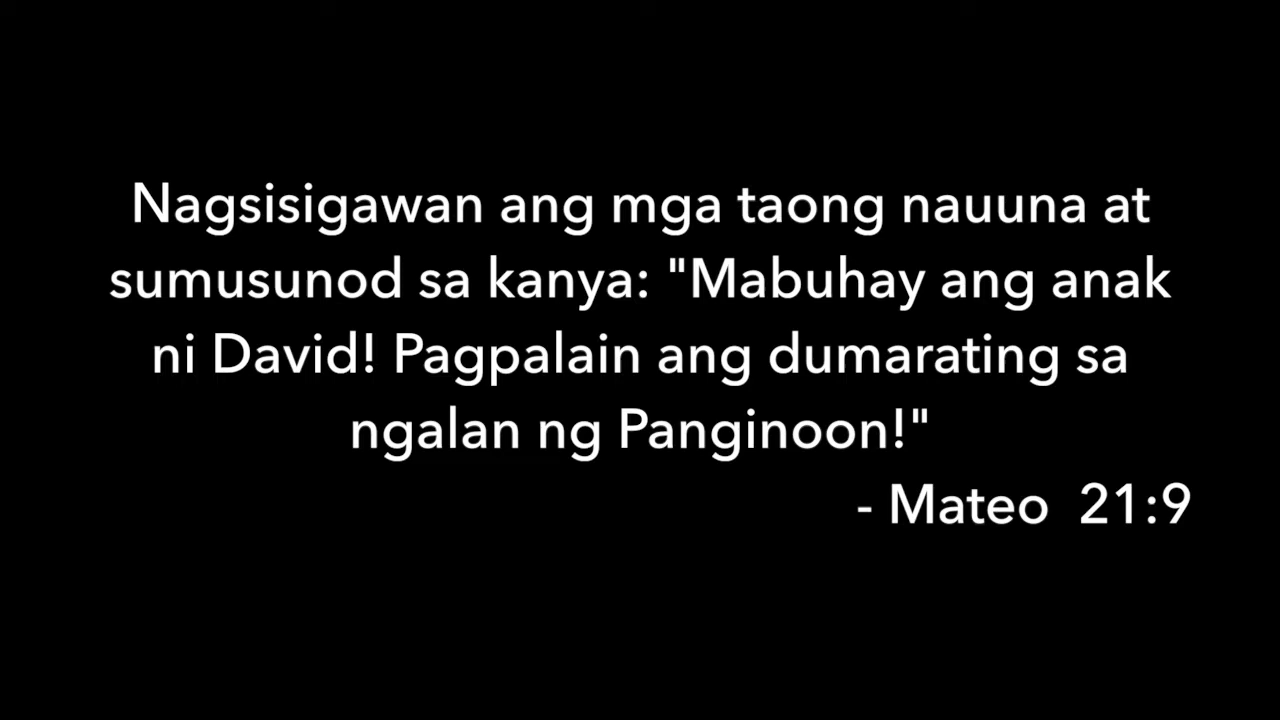 Nagsisigawan ang mga taong nauuna at
sumusunod sa kanya: "Mabuhay ang anak
ni David! Pagpalain ang dumarating sa
ngalan ng Panginoon!"
- Mateo  21:9